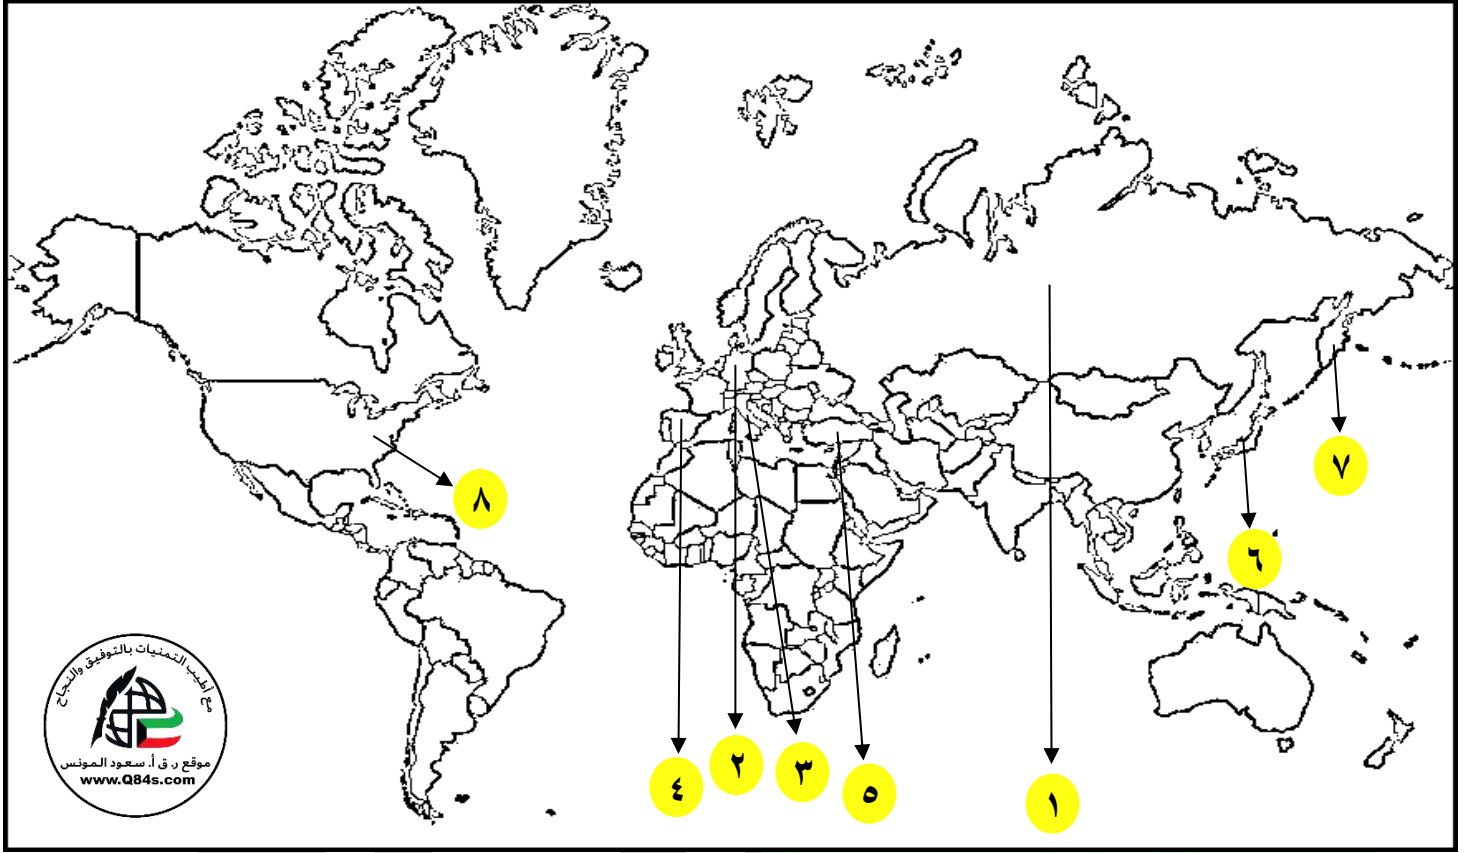 ٨
٧
٦
٤
٢
٣
٥
١
مع أطيب التمنيات بالتوفيق والنجاح
موقع ر. ق أ. سعود المونس
www.Q84s.com